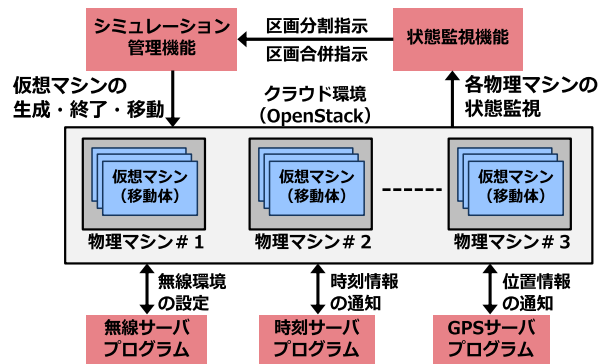 シミュレーション
管理機能
区画分割指示
区画合併指示
状態監視機能
仮想マシンの
生成・終了・移動
クラウド環境
（OpenStack）
各物理マシンの
状態監視
仮想マシン
（移動体）
仮想マシン
（移動体）
仮想マシン
（移動体）
物理マシン＃１
物理マシン＃２
物理マシン＃３
無線環境
の設定
時刻情報
の通知
位置情報
の通知
無線サーバ
プログラム
時刻サーバ
プログラム
GPSサーバ
プログラム